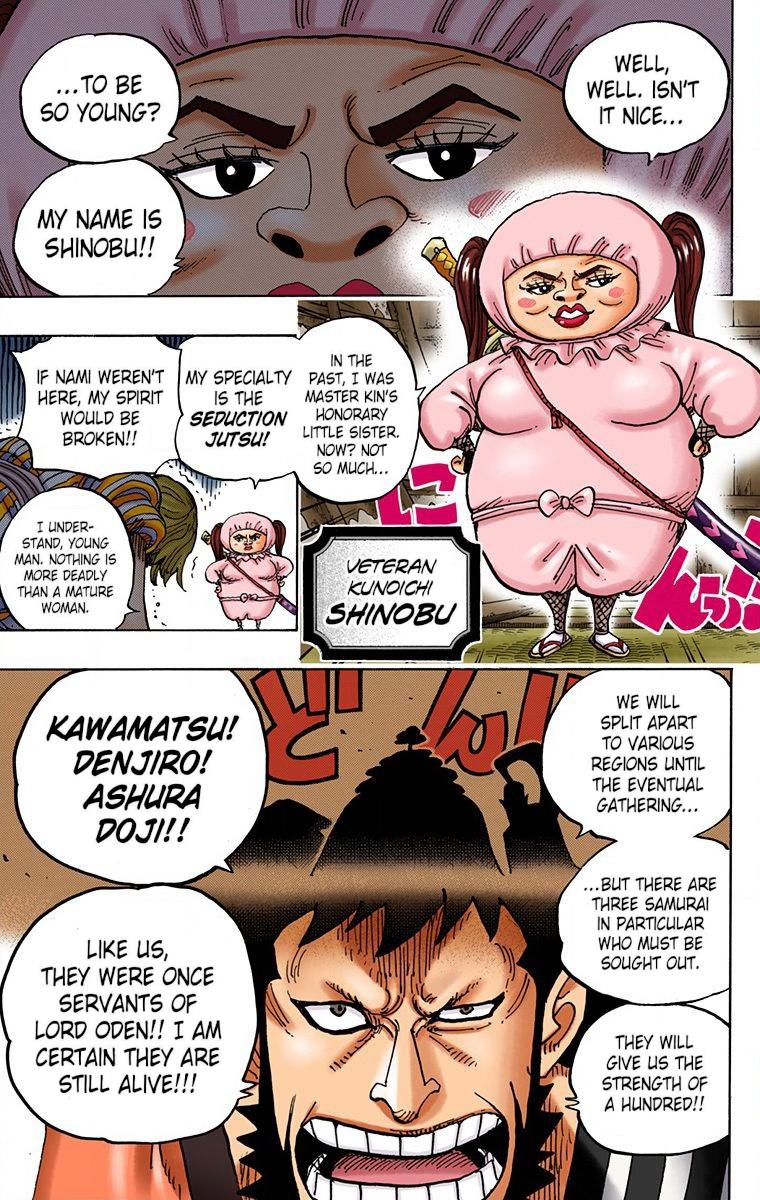 WELL,
WELL. ISN'T
IT NICE...
...TO BE
SO YOUNG?
MY NAME IS
SHINOBU!!
に
んっ
VETERAN
KUNOICHI
SHINOBU
IN THE
PAST, I WAS
MASTER KIN'S
HONORARY
LITTLE SISTER.
NOW? NOT
SO MUCH...
MY SPECIALTY
IS THE
SEDUCTION
JUTSU!
IF NAMI WEREN'T
HERE, MY SPIRIT
WOULD BE
BROKEN!!
I UNDER-
STAND, YOUNG
MAN. NOTHING IS
MORE DEADLY
THAN A MATURE
WOMAN.
WE WILL
SPLIT APART
TO VARIOUS
REGIONS UNTIL
THE EVENTUAL
GATHERING...
...BUT THERE ARE
THREE SAMURAI
IN PARTICULAR
WHO MUST BE
SOUGHT OUT.
THEY WILL
GIVE US THE
STRENGTH OF
A HUNDRED!!
どん
KAWAMATSU!
DENJIRO!
ASHURA
DOJI!!
LIKE US,
THEY WERE ONCE
SERVANTS OF
LORD ODEN!! I AM
CERTAIN THEY ARE
STILL ALIVE!!!